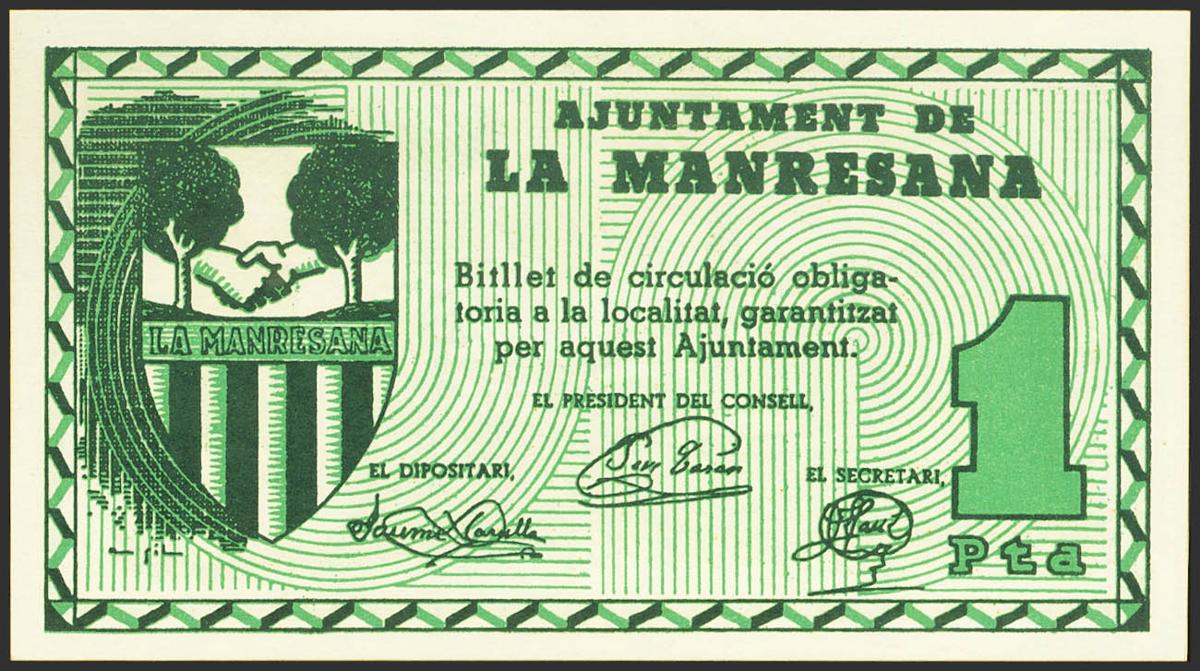 AJUNTAMENT DE
LA MANRESANA
LA MANRESANA
Bitllet de circulació obliga-
toria a la localitat, garantitzat
per aquest Ajuntament.
EL PRESIDENT DEL CONSELL,
EL DIPOSITARI,
Jaume
EL SECRETARI,
1
Pta